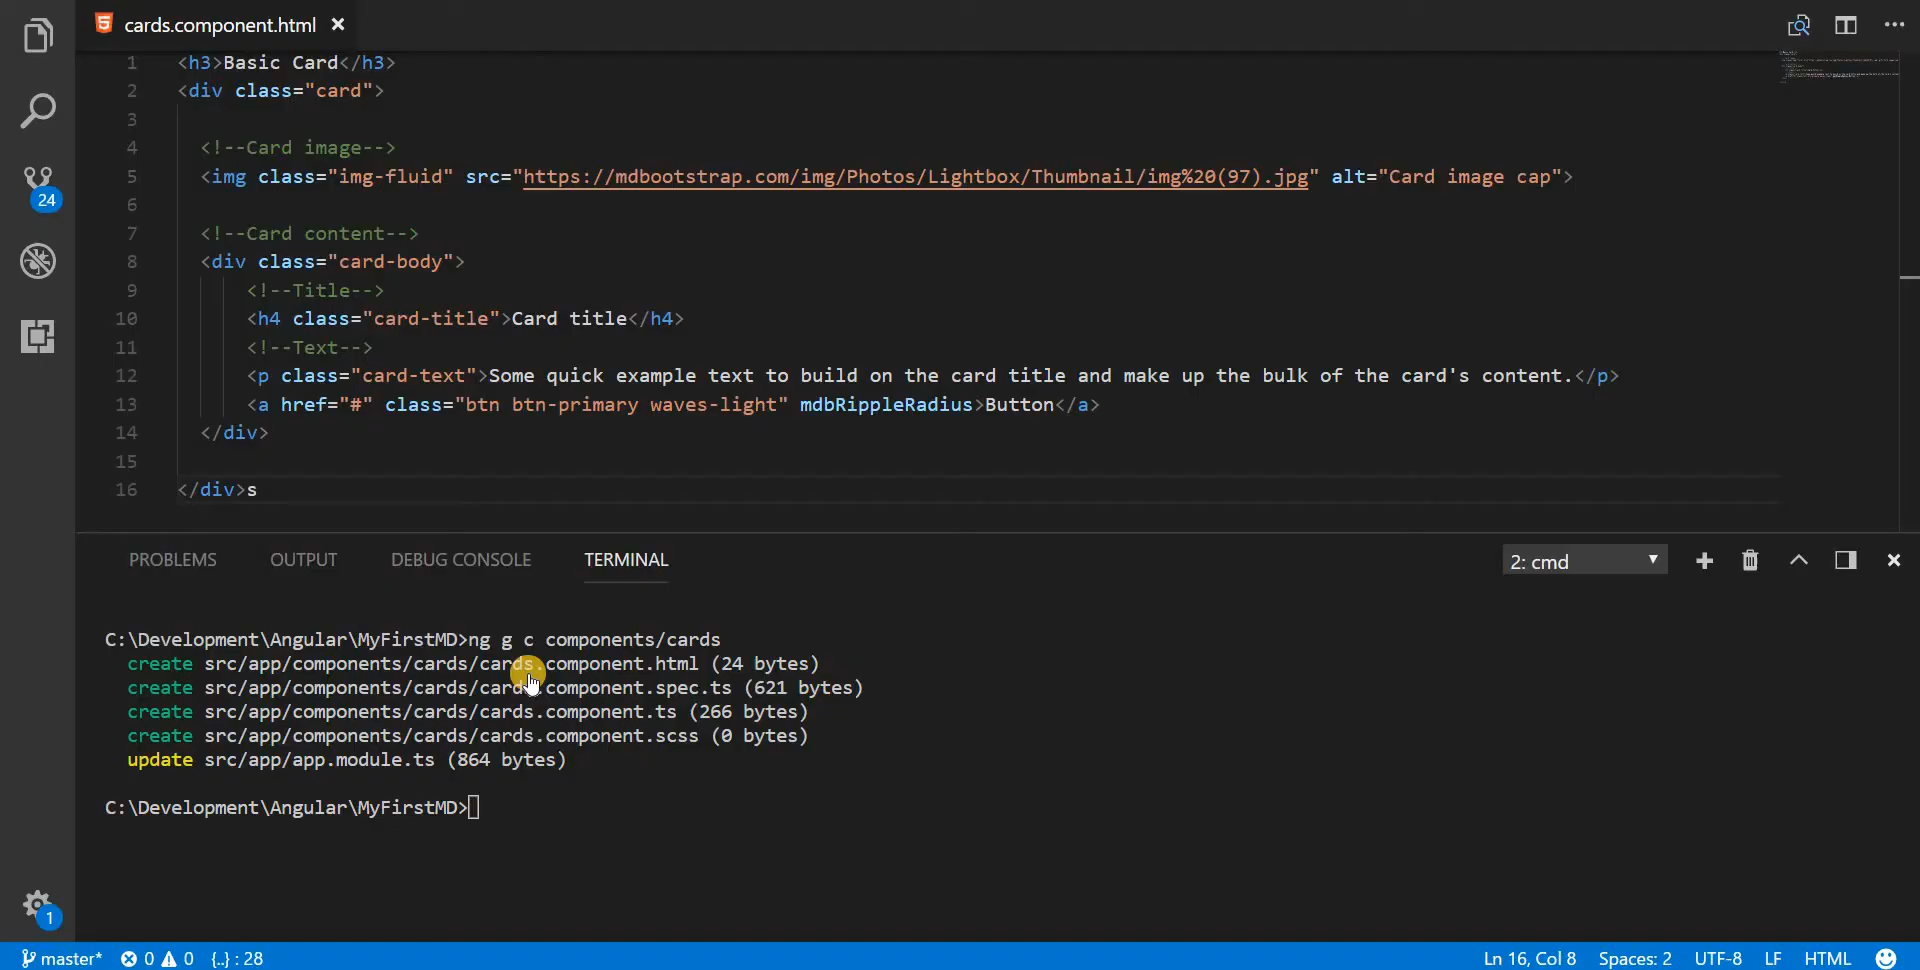 cards.component.html
1 <h3>Basic Card</h3>
2 <div class="card">
3
4 <!--Card image-->
5 <img class="img-fluid" src="https://mdbootstrap.com/img/Photos/Lightbox/Thumbnail/img%20(97).jpg" alt="Card image cap">
6
7 <!--Card content-->
8 <div class="card-body">
9 <!--Title-->
10 <h4 class="card-title">Card title</h4>
11 <!--Text-->
12 <p class="card-text">Some quick example text to build on the card title and make up the bulk of the card's content.</p>
13 <a href="#" class="btn btn-primary waves-light" mdbRippleRadius>Button</a>
14 </div>
15
16 </div>s
24
PROBLEMS OUTPUT DEBUG CONSOLE TERMINAL 2: cmd
C:\Development\Angular\MyFirstMD>ng g c components/cards
create src/app/components/cards/cards.component.html (24 bytes)
create src/app/components/cards/cards.component.spec.ts (621 bytes)
create src/app/components/cards/cards.component.ts (266 bytes)
create src/app/components/cards/cards.component.scss (0 bytes)
update src/app/app.module.ts (864 bytes)
C:\Development\Angular\MyFirstMD>
1
master* 0 0 {..} : 28 Ln 16, Col 8 Spaces: 2 UTF-8 LF HTML